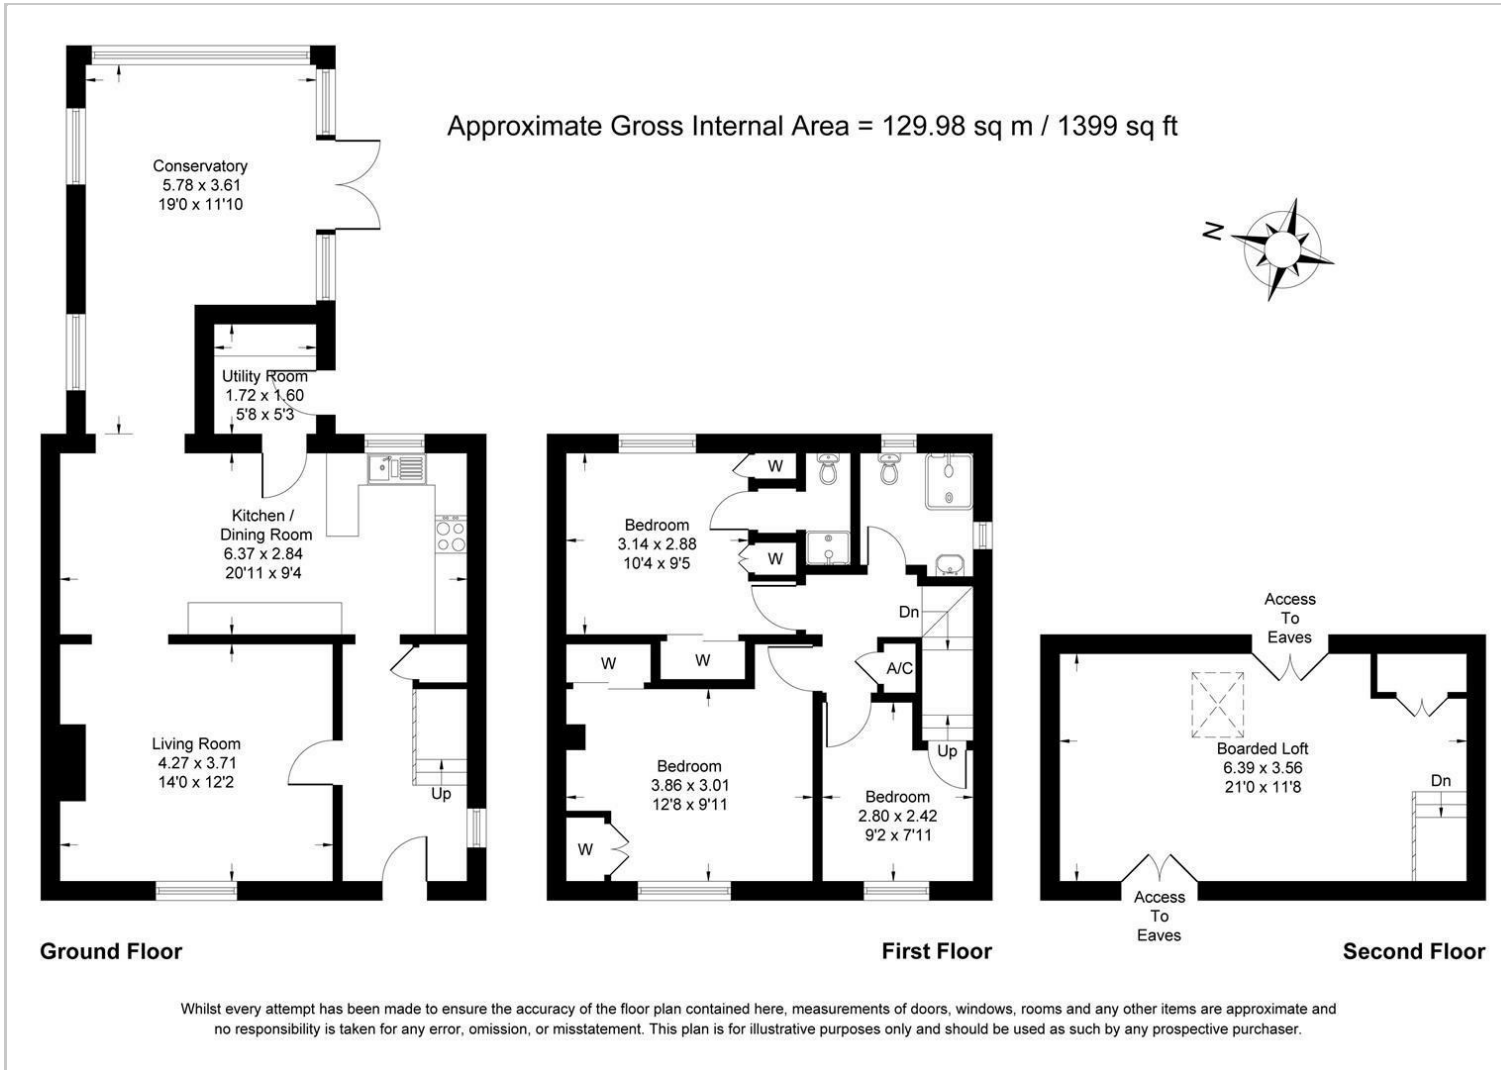 Approximate Gross Internal Area = 129.98 sq m / 1399 sq ft
N
Conservatory
5.78 x 3.61
19'0 x 11'10
Utility Room
1.72 x 1.60
5'8 x 5'3
Kitchen /
Dining Room
6.37 x 2.84
20'11 x 9'4
Living Room
4.27 x 3.71
14'0 x 12'2
Up
Ground Floor
W
Bedroom
3.14 x 2.88
10'4 x 9'5
W
Dn
W
W
A/C
Up
Bedroom
3.86 x 3.01
12'8 x 9'11
Bedroom
2.80 x 2.42
9'2 x 7'11
W
First Floor
Access
To
Eaves
Boarded Loft
6.39 x 3.56
21'0 x 11'8
Dn
Access
To
Eaves
Second Floor
Whilst every attempt has been made to ensure the accuracy of the floor plan contained here, measurements of doors, windows, rooms and any other items are approximate and
no responsibility is taken for any error, omission, or misstatement. This plan is for illustrative purposes only and should be used as such by any prospective purchaser.